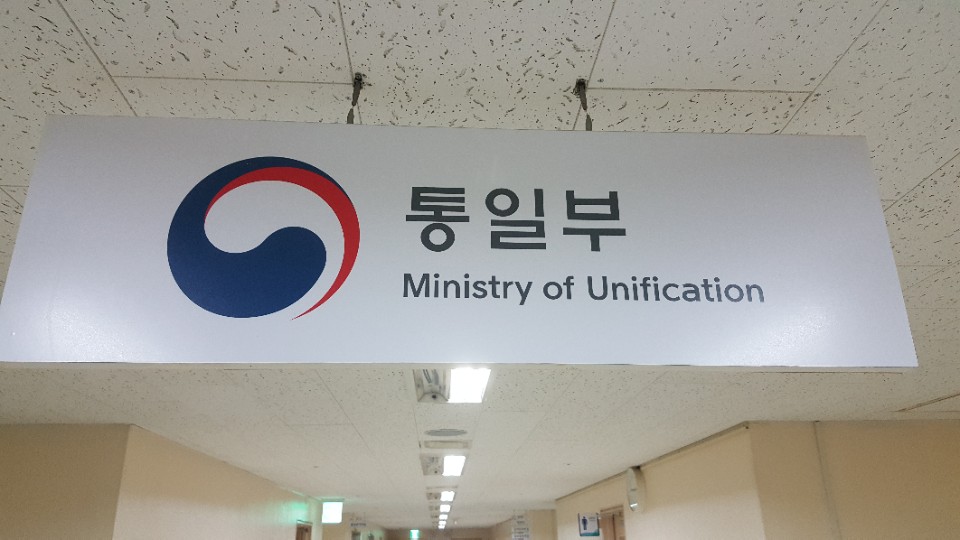 통일부
Ministry of Unification